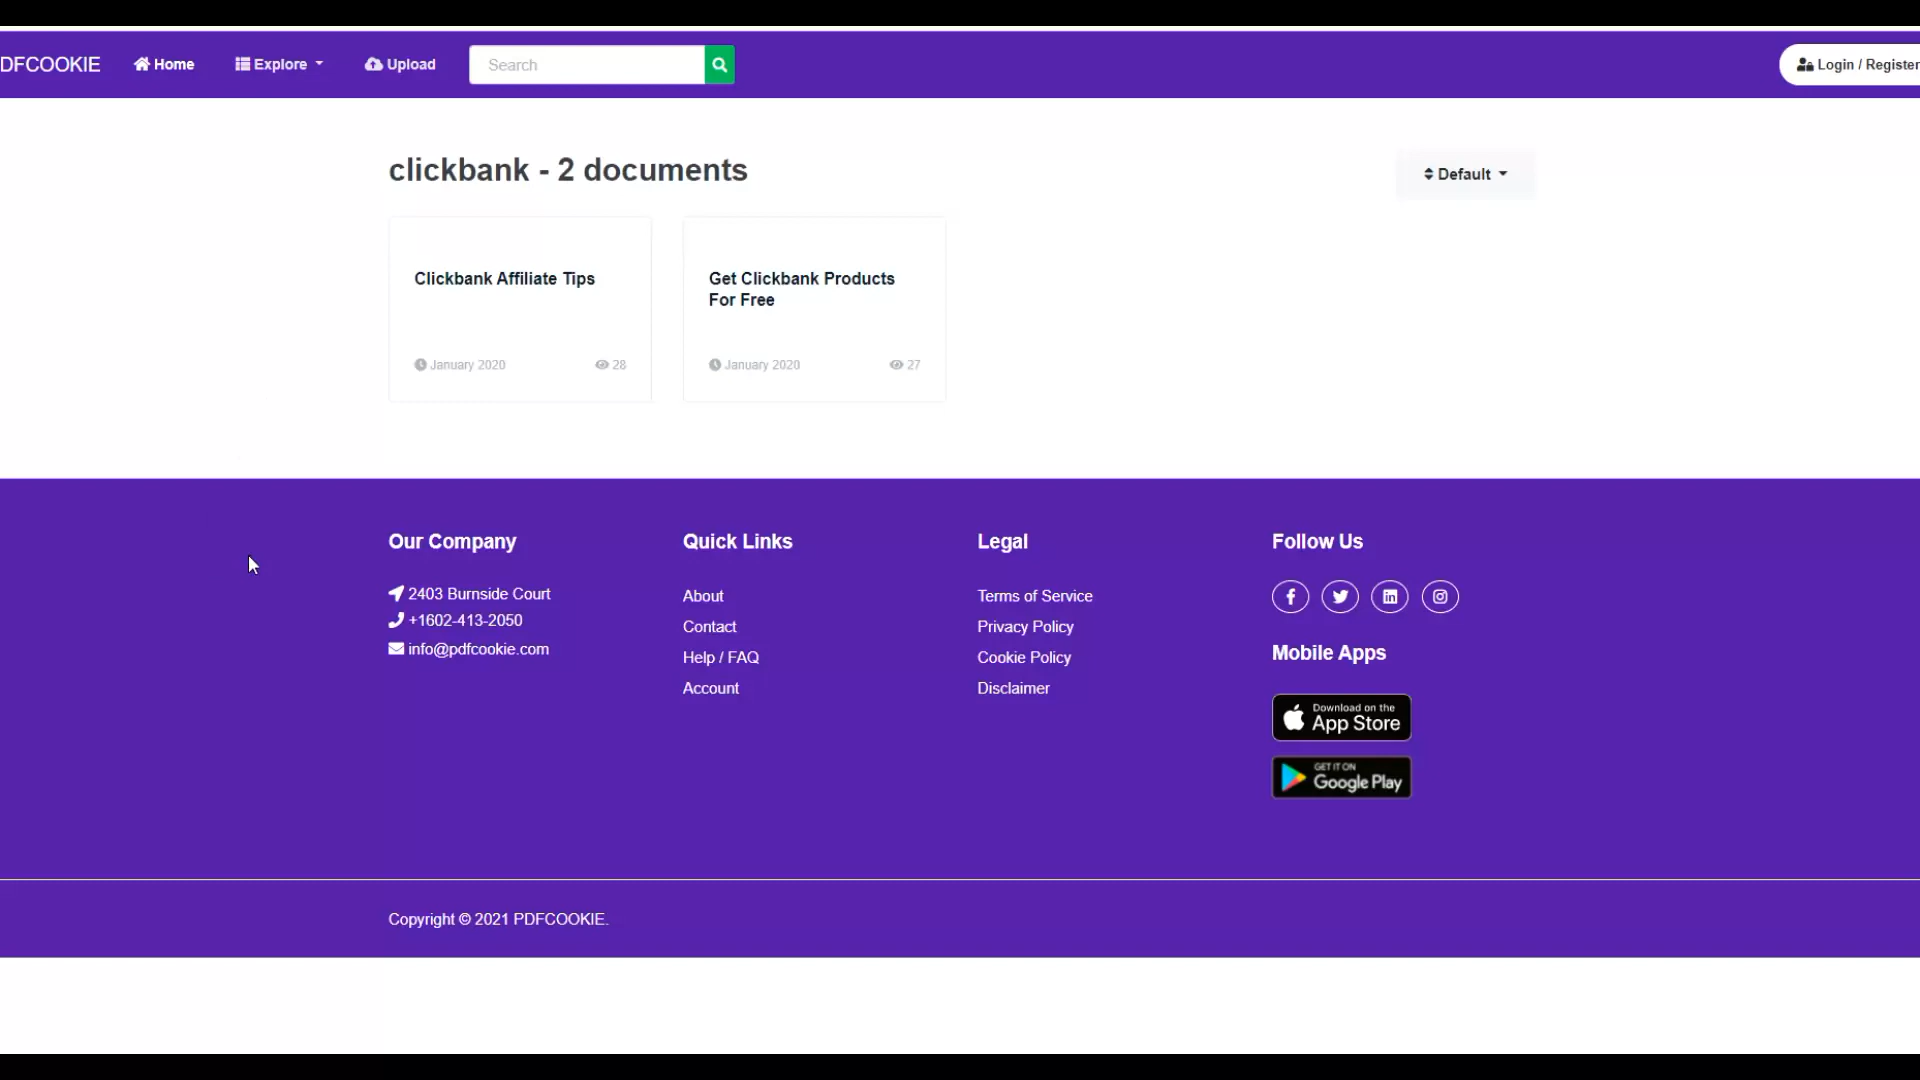 DFCOOKIE
Home
Explore
Upload
Search
Login / Register
clickbank - 2 documents
Default
Clickbank Affiliate Tips
January 2020
28
Get Clickbank Products
For Free
January 2020
27
Our Company
2403 Burnside Court
+1602-413-2050
info@pdfcookie.com
Quick Links
About
Contact
Help / FAQ
Account
Legal
Terms of Service
Privacy Policy
Cookie Policy
Disclaimer
Follow Us
Mobile Apps
Download on the
App Store
GET IT ON
Google Play
Copyright © 2021 PDFCOOKIE.